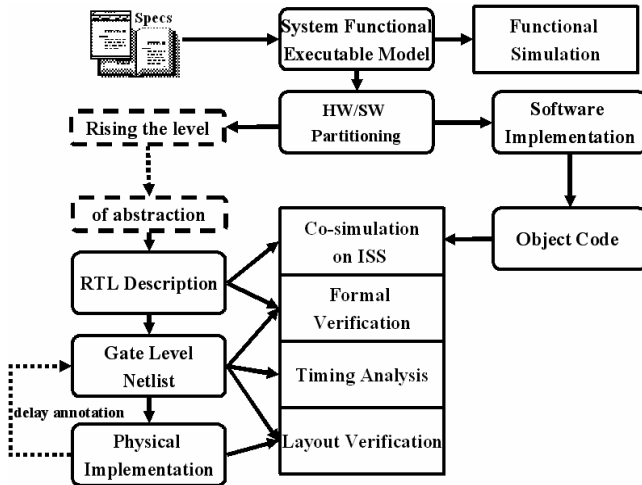 Specs
System Functional
Executable Model
Functional
Simulation
HW/SW
Partitioning
Software
Implementation
Rising the level
of abstraction
Co-simulation
on ISS
Object Code
RTL Description
Formal
Verification
Gate Level
Netlist
Timing Analysis
delay annotation
Physical
Implementation
Layout Verification